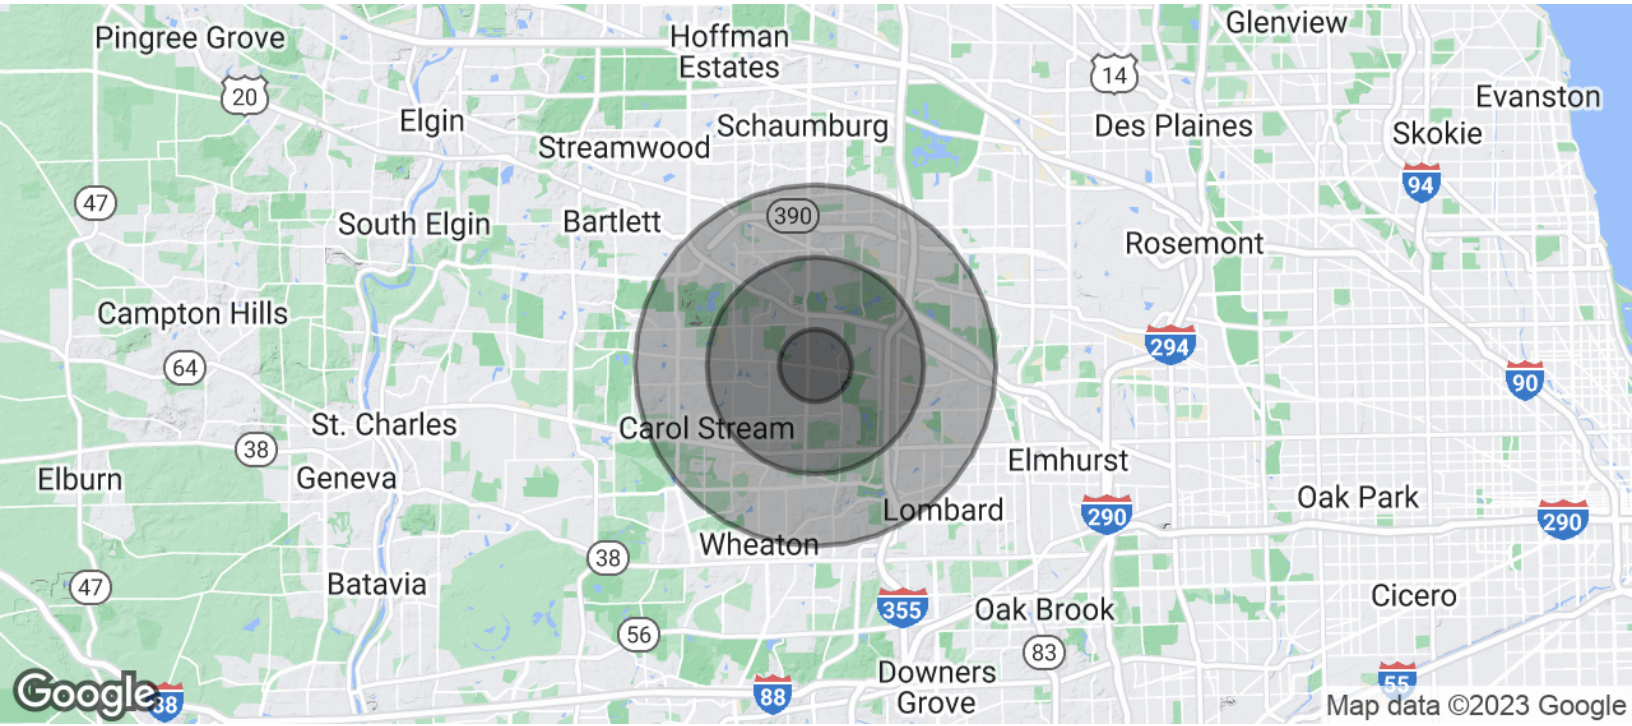 Glenview
Pingree Grove
Hoffman
Estates
14
20
Evanston
Elgin
Schaumburg
Des Plaines
Skokie
Streamwood
94
47
390
South Elgin
Bartlett
Rosemont
Campton Hills
294
64
90
St. Charles
Carol Stream
38
Elmhurst
Elburn
Geneva
Oak Park
Lombard
290
290
Wheaton
38
Batavia
47
Cicero
355
Oak Brook
56
83
Downers
Grove
55
88
Google
88
Map data ©2023 Google